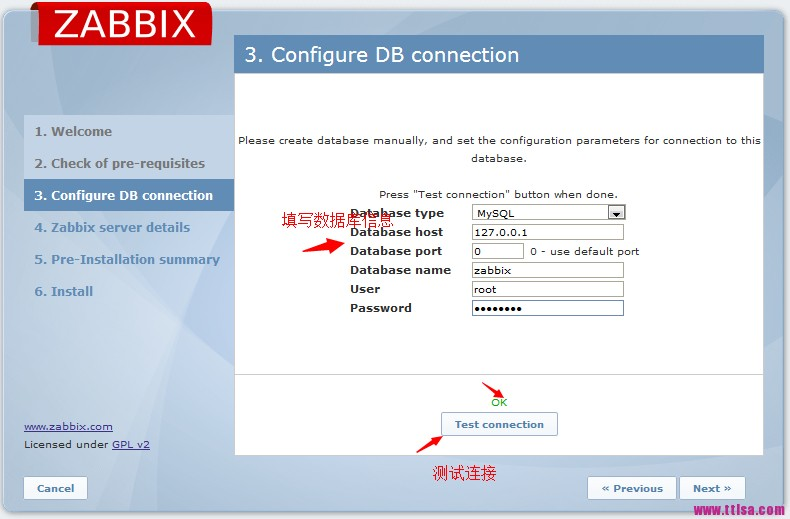 ZABBIX
3. Configure DB connection
1. Welcome
2. Check of pre-requisites
3. Configure DB connection
4. Zabbix server details
5. Pre-Installation summary
6. Install
Please create database manually, and set the configuration parameters for connection to this
database.
Press "Test connection" button when done.
填写数据库信息
Database type MySQL
Database host 127.0.0.1
Database port 0 0 - use default port
Database name zabbix
User root
Password ••••••••
OK
Test connection
测试连接
www.zabbix.com
Licensed under GPL v2
Cancel
« Previous
Next »
www.ttlsa.com